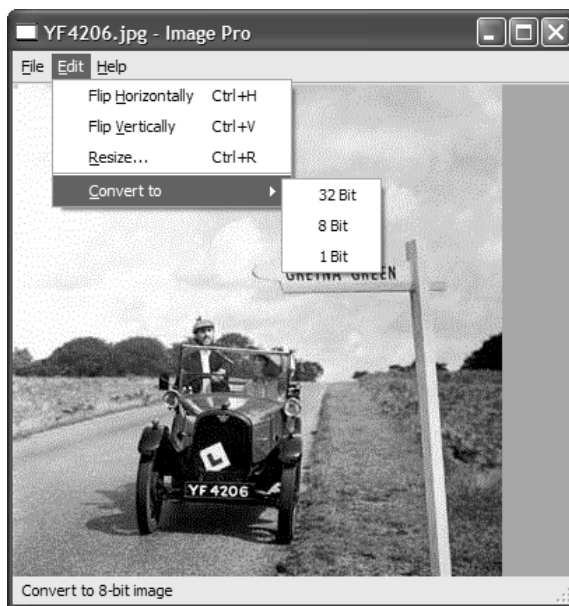 YF4206.jpg - Image Pro
File Edit Help
Flip Horizontally Ctrl+H
Flip Vertically Ctrl+V
Resize... Ctrl+R
Convert to
32 Bit
8 Bit
1 Bit
GRETNA GREEN
L
YF 4206
Convert to 8-bit image